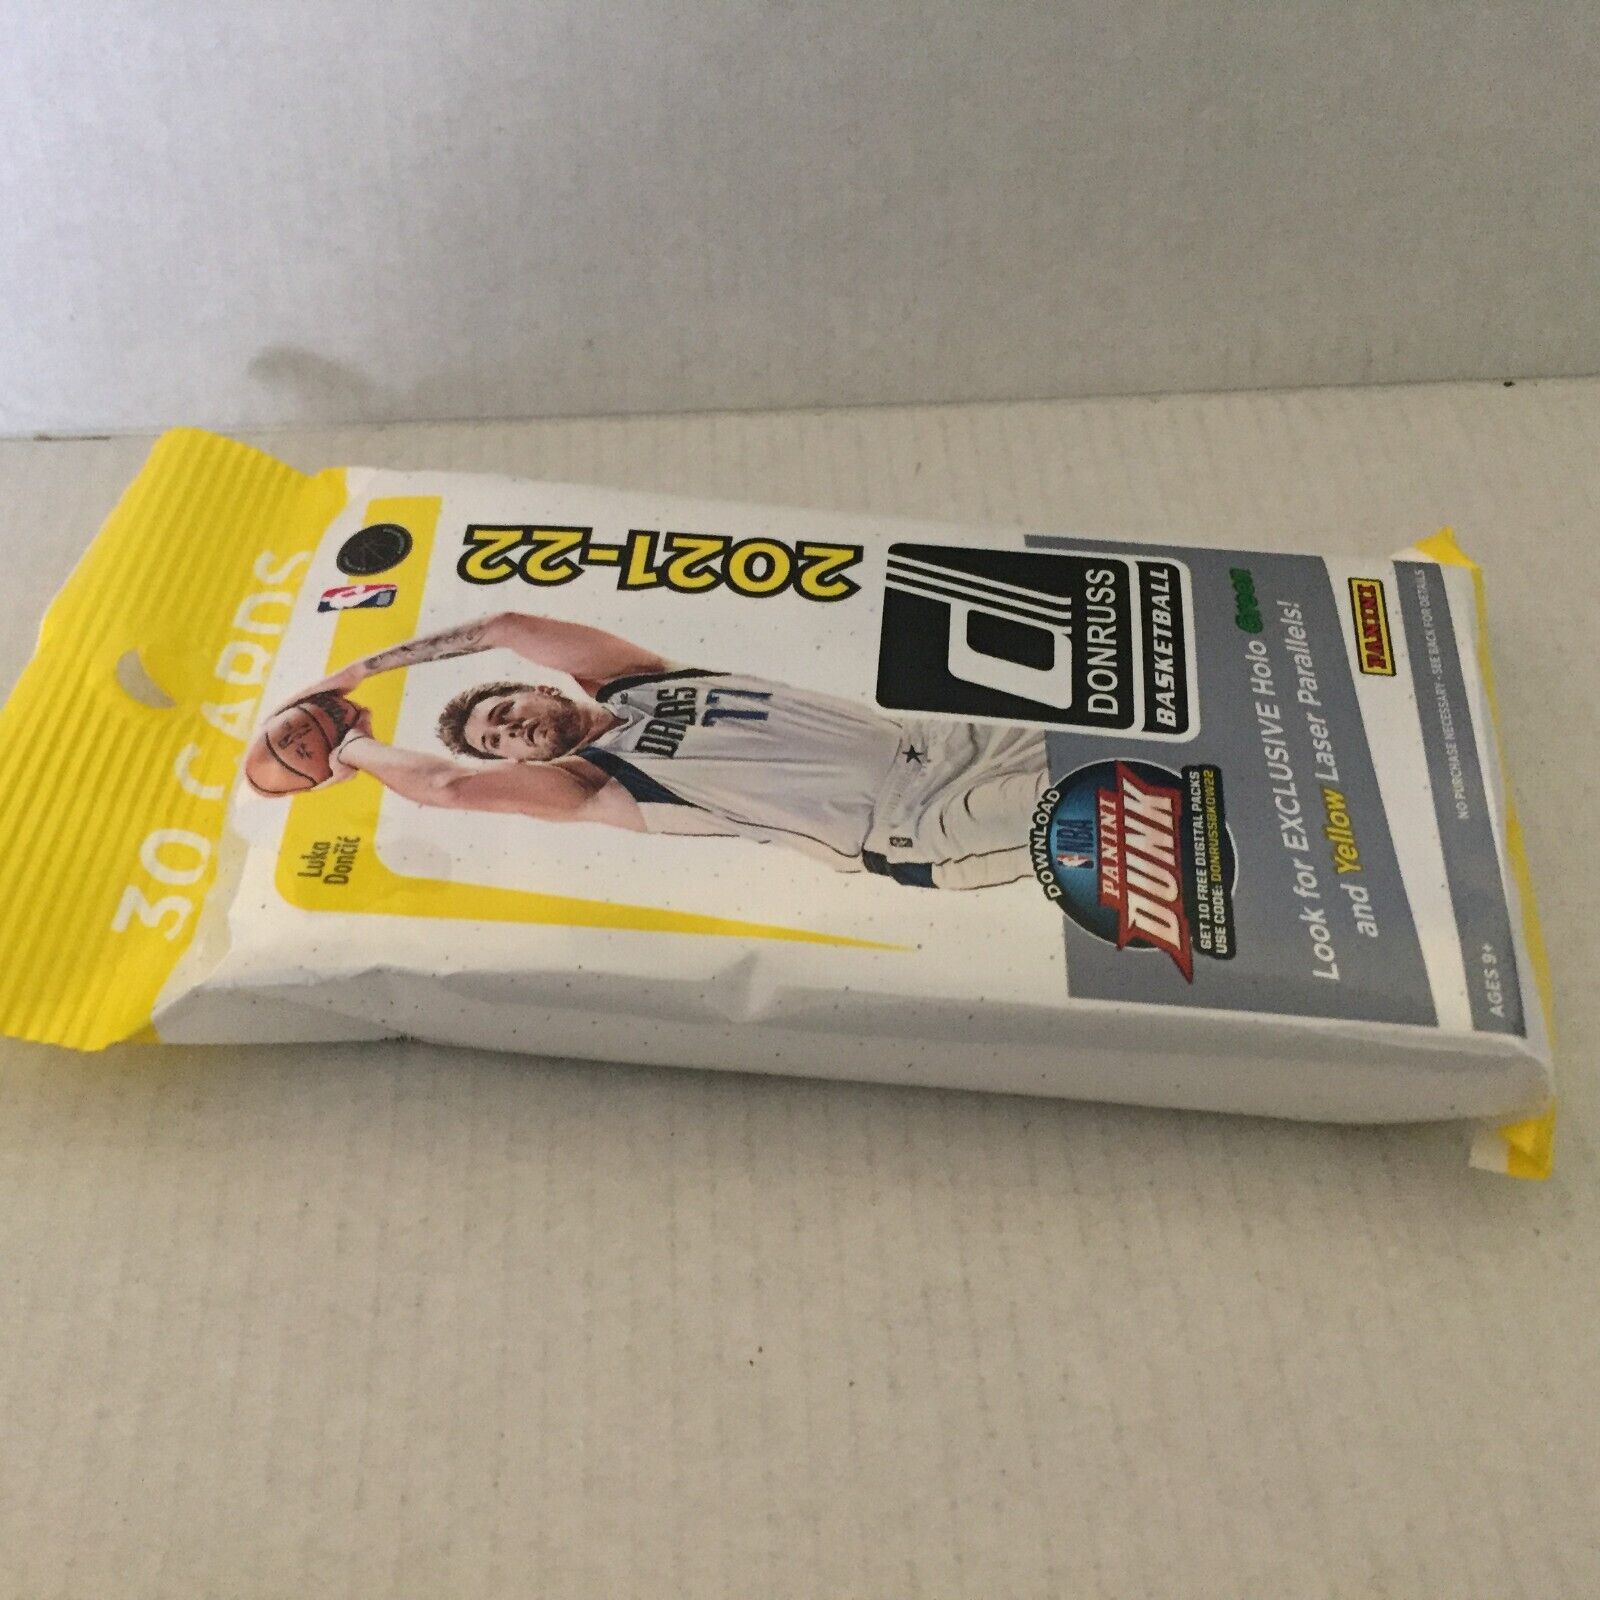 30 CARDS
Luka
Dončić
2021-22
DALLAS
77
DONRUSS
BASKETBALL
DOWNLOAD
NBA
PANINI
DUNK
GET 10 FREE DIGITAL PACKS
USE CODE: DONRUSSBKDW22
Look for EXCLUSIVE Holo Green
and Yellow Laser Parallels!
PANINI
AGES 9+
NO PURCHASE NECESSARY - SEE BACK FOR DETAILS